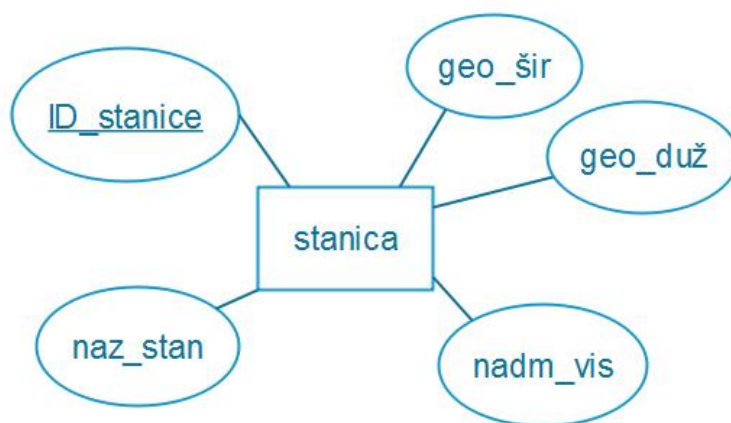 geo_šir
ID_stanice
geo_duž
stanica
naz_stan
nadm_vis